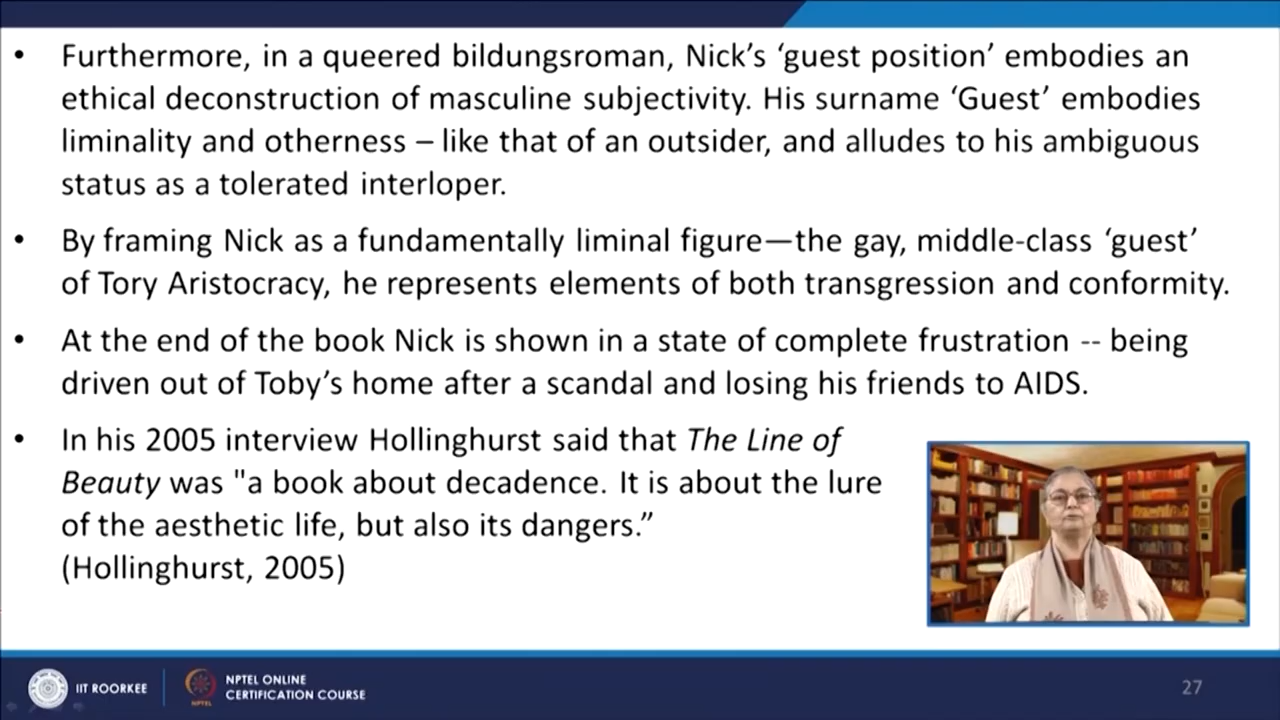 • Furthermore, in a queered bildungsroman, Nick’s ‘guest position’ embodies an
ethical deconstruction of masculine subjectivity. His surname ‘Guest’ embodies
liminality and otherness – like that of an outsider, and alludes to his ambiguous
status as a tolerated interloper.
• By framing Nick as a fundamentally liminal figure—the gay, middle-class ‘guest’
of Tory Aristocracy, he represents elements of both transgression and conformity.
• At the end of the book Nick is shown in a state of complete frustration -- being
driven out of Toby’s home after a scandal and losing his friends to AIDS.
• In his 2005 interview Hollinghurst said that The Line of
Beauty was "a book about decadence. It is about the lure
of the aesthetic life, but also its dangers.”
(Hollinghurst, 2005)
IIT ROORKEE
NPTEL
NPTEL ONLINE
CERTIFICATION COURSE
27